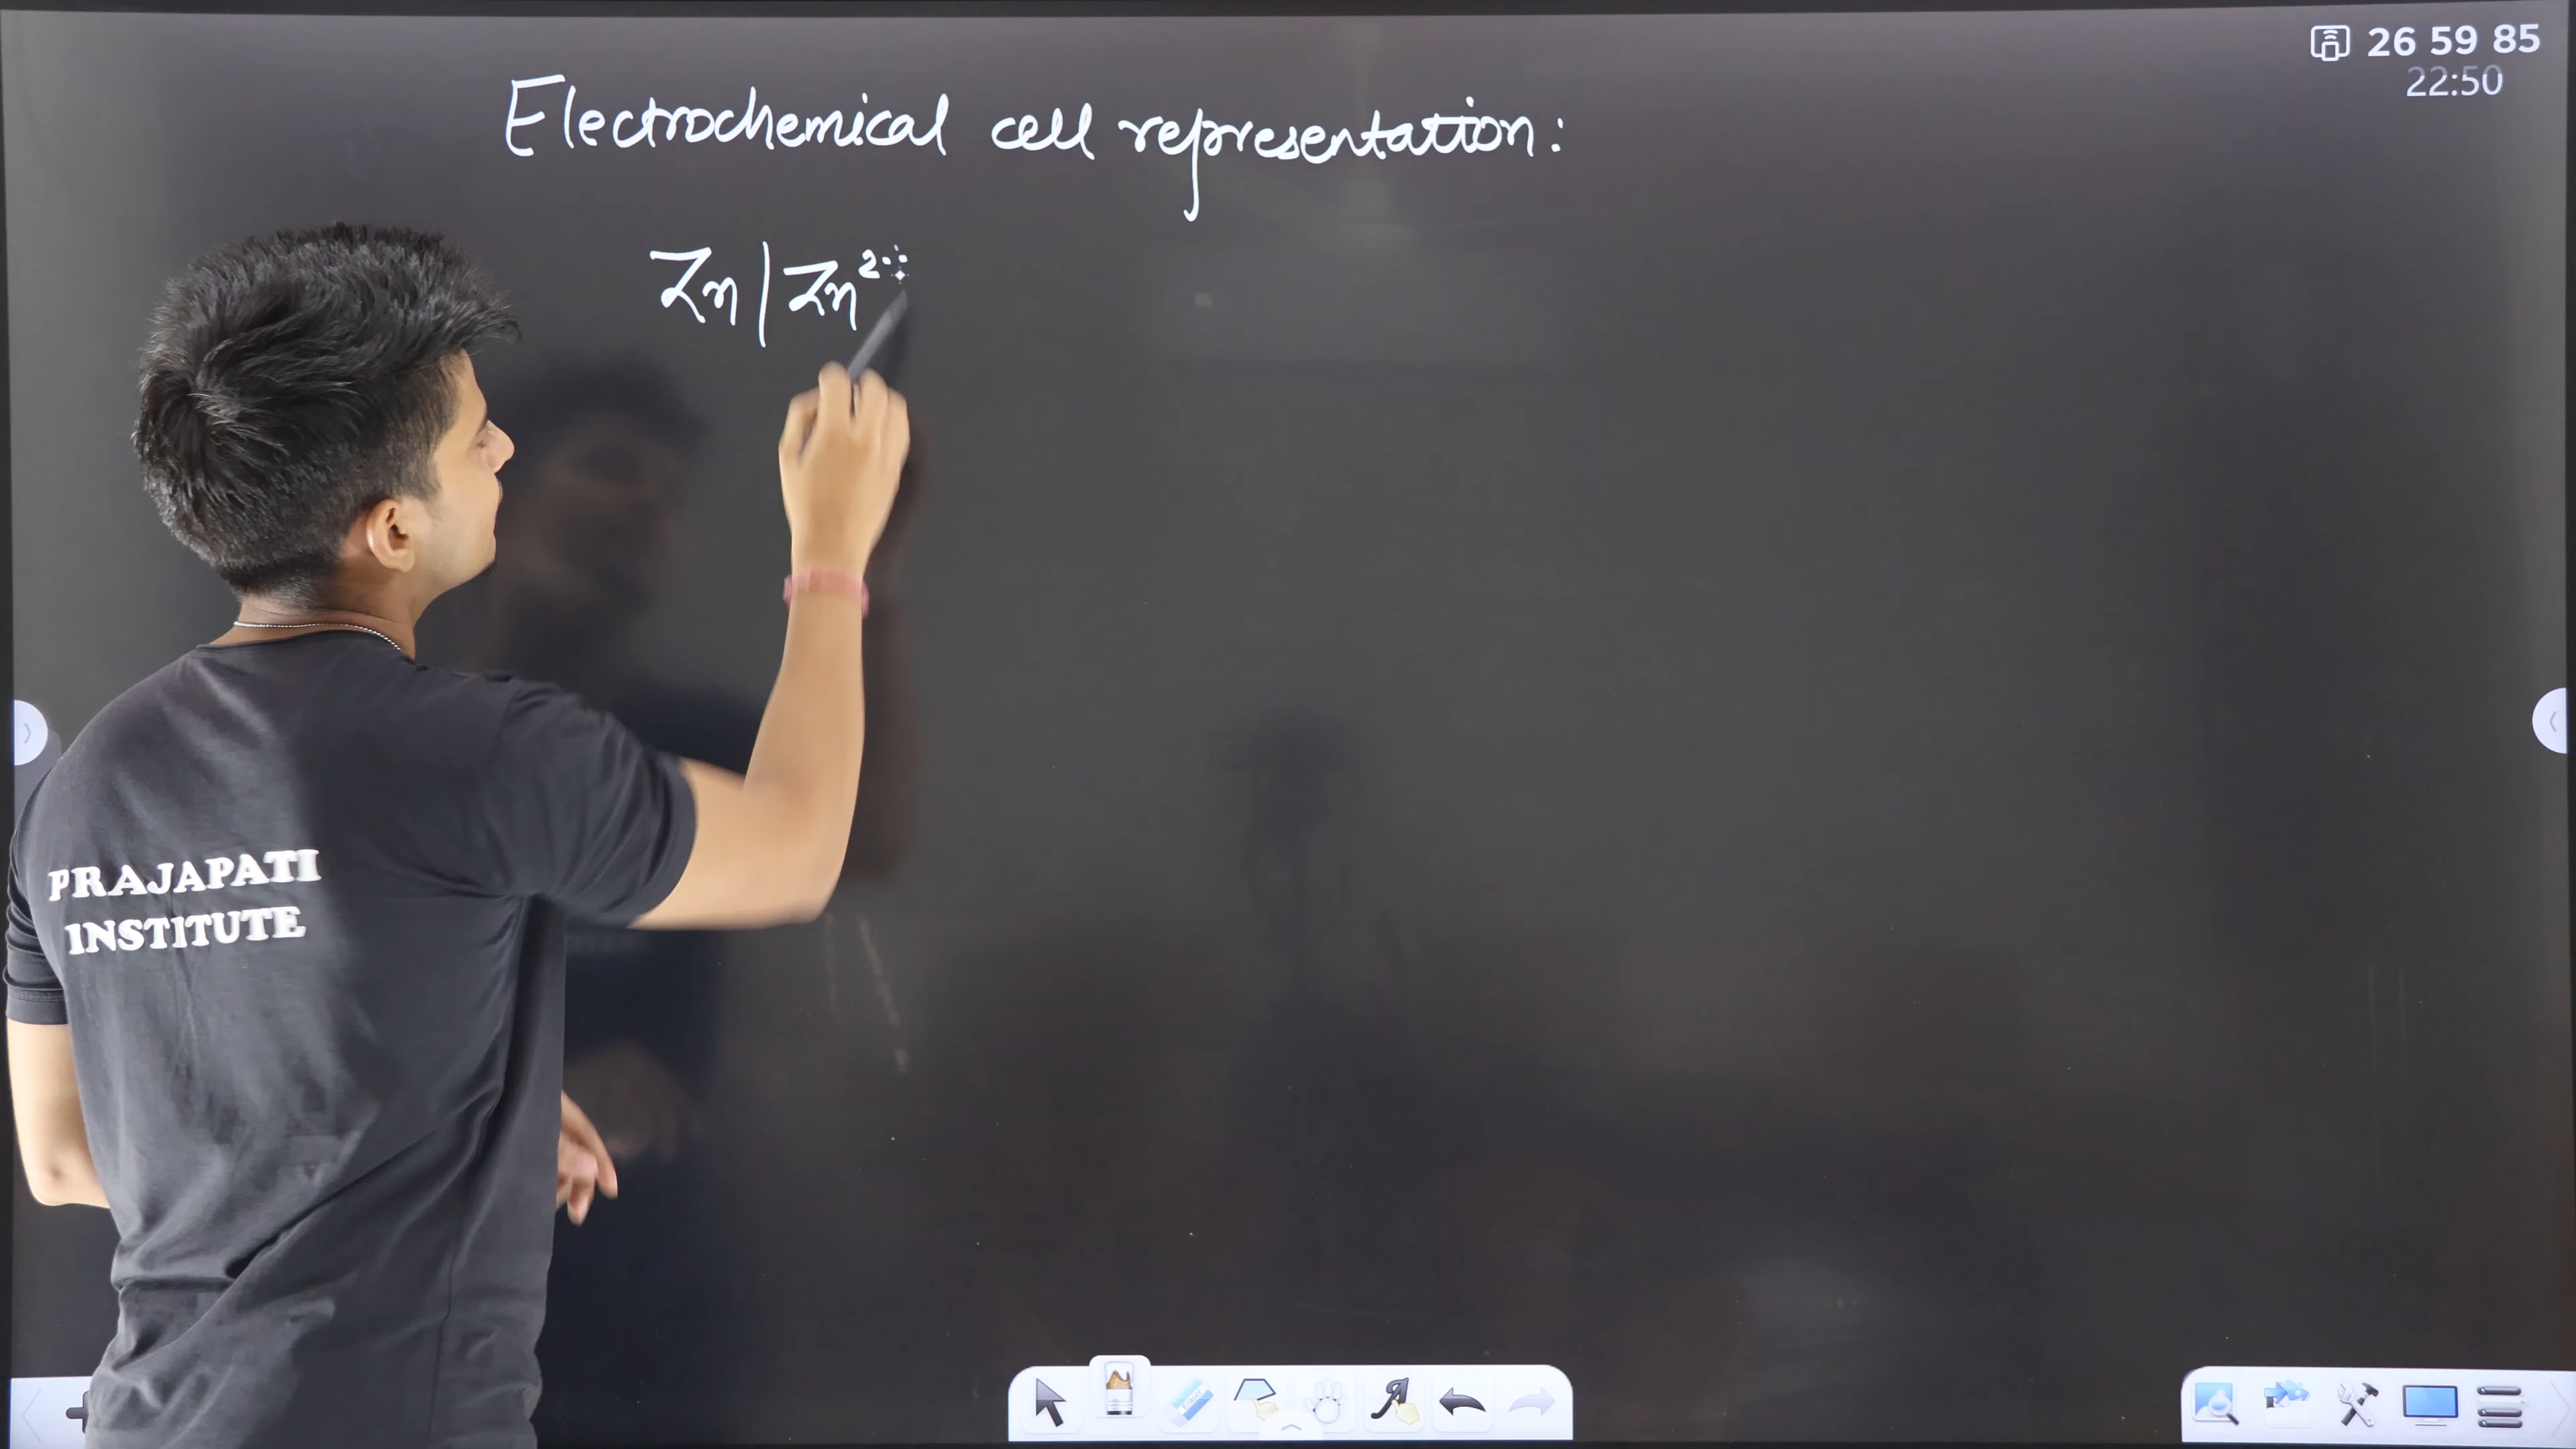 26 59 85
22:50
Electrochemical cell representation:
Zn | Zn²
PRAJAPATI
INSTITUTE